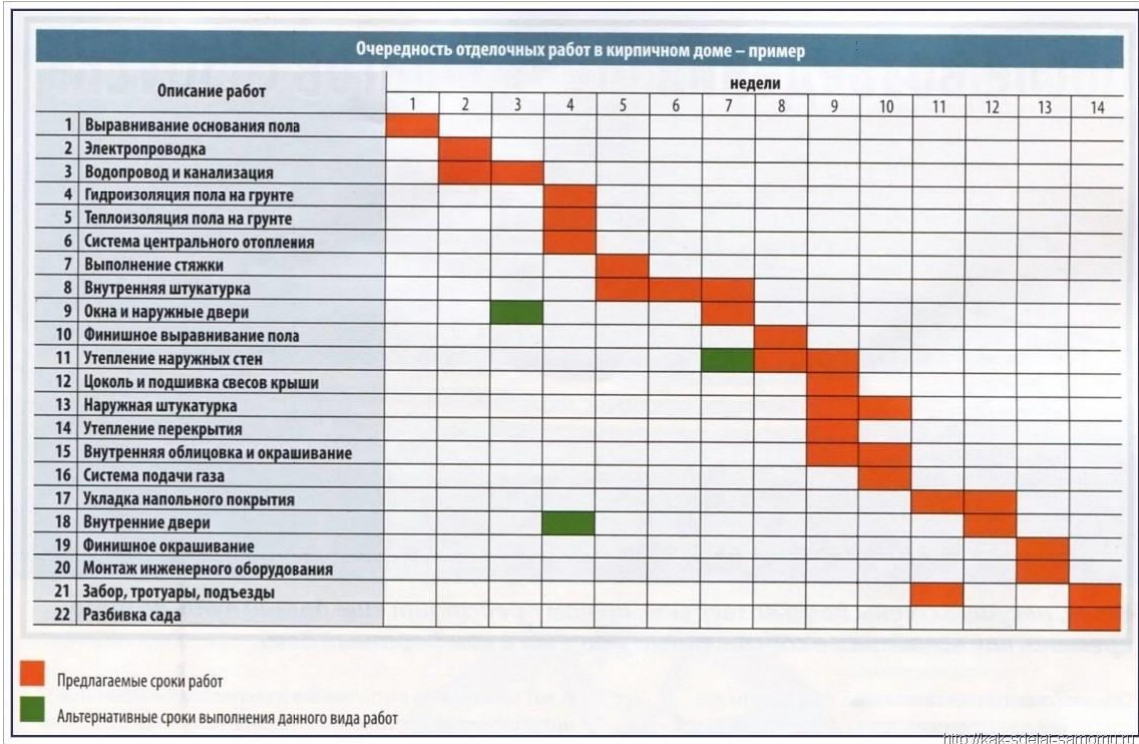 Очередность отделочных работ в кирпичном доме – пример
Описание работ
недели
1 2 3 4 5 6 7 8 9 10 11 12 13 14
1 Выравнивание основания пола
2 Электропроводка
3 Водопровод и канализация
4 Гидроизоляция пола на грунте
5 Теплоизоляция пола на грунте
6 Система центрального отопления
7 Выполнение стяжки
8 Внутренняя штукатурка
9 Окна и наружные двери
10 Финишное выравнивание пола
11 Утепление наружных стен
12 Цоколь и подшивка свесов крыши
13 Наружная штукатурка
14 Утепление перекрытия
15 Внутренняя облицовка и окрашивание
16 Система подачи газа
17 Укладка напольного покрытия
18 Внутренние двери
19 Финишное окрашивание
20 Монтаж инженерного оборудования
21 Забор, тротуары, подъезды
22 Разбивка сада
Предлагаемые сроки работ
Альтернативные сроки выполнения данного вида работ
http://kak-sdelat-samomu.ru